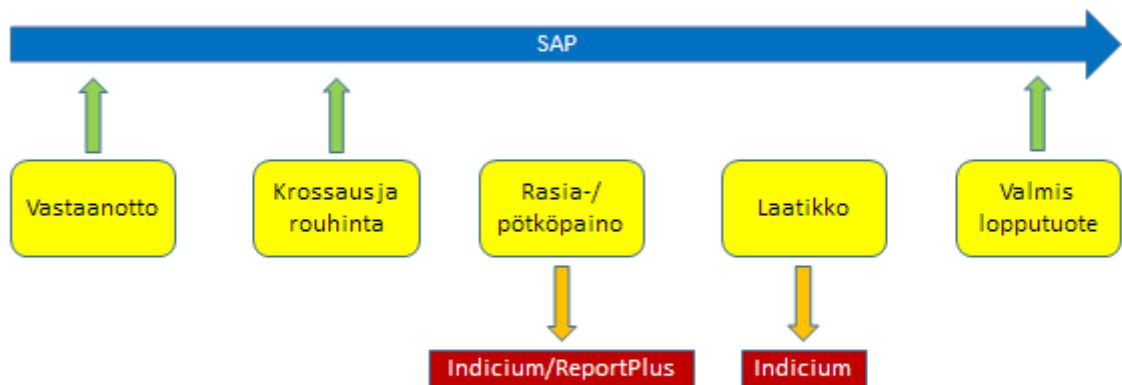 SAP
Vastaanotto
Krossaus ja
rouhinta
Rasia-/
pötköpaino
Laatikko
Valmis
lopputuote
Indicium/ReportPlus
Indicium